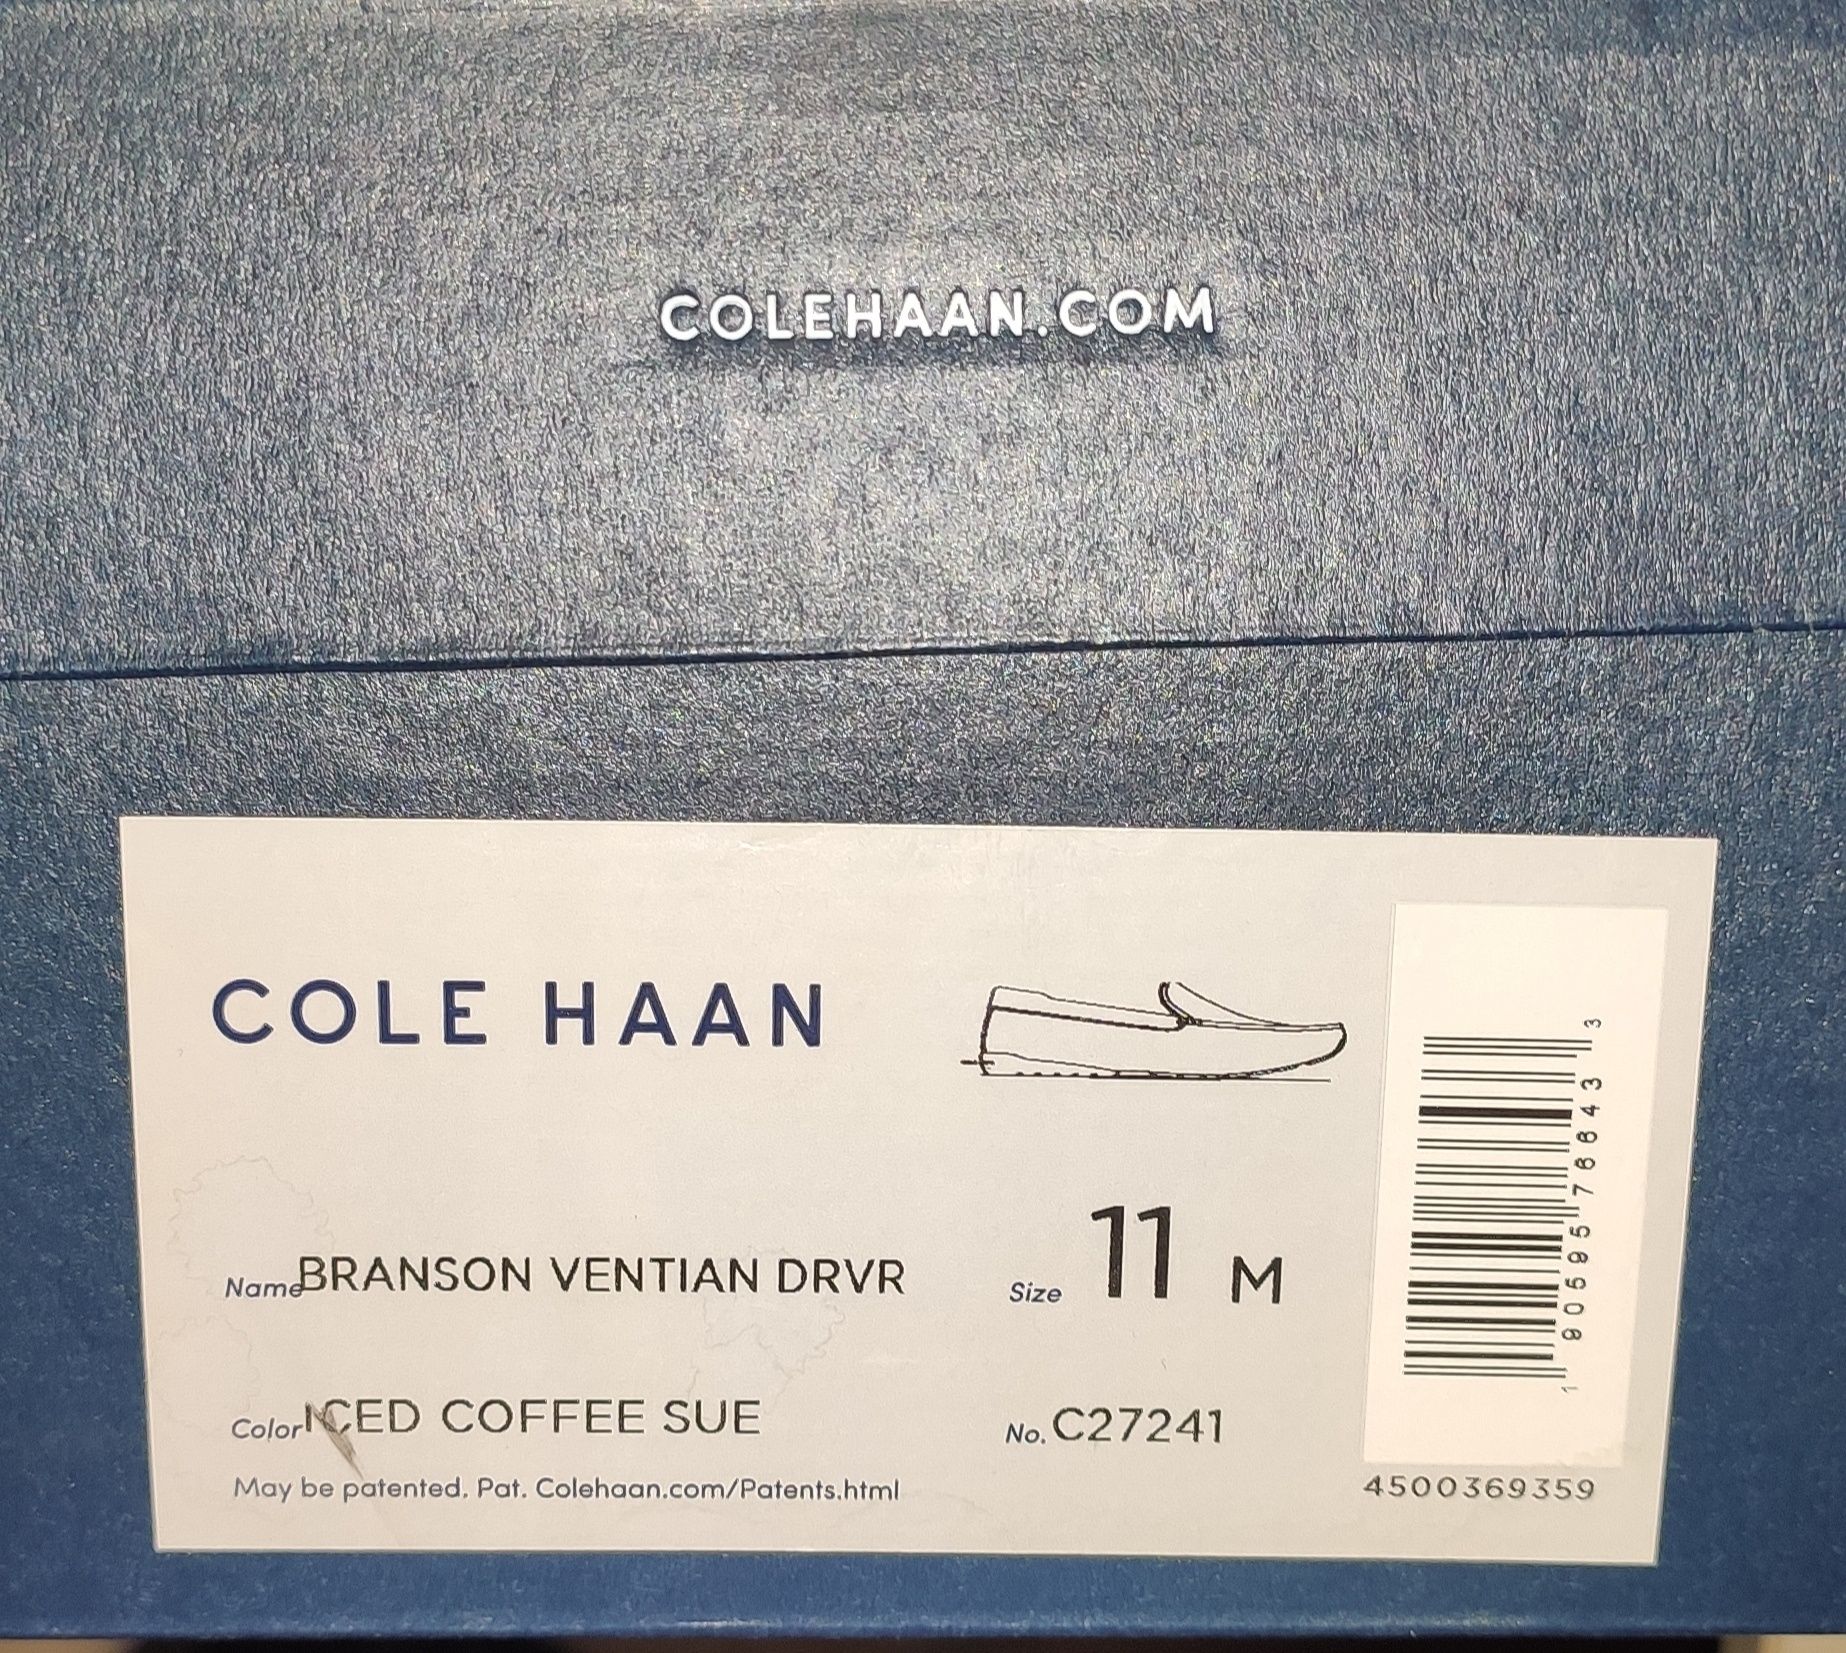 COLEHAAN.COM
COLE HAAN
Name BRANSON VENTIAN DRVR
Size 11 M
Color ICED COFFEE SUE
No. C27241
May be patented. Pat. Colehaan.com/Patents.html
1 90595 78843 3
4500369359